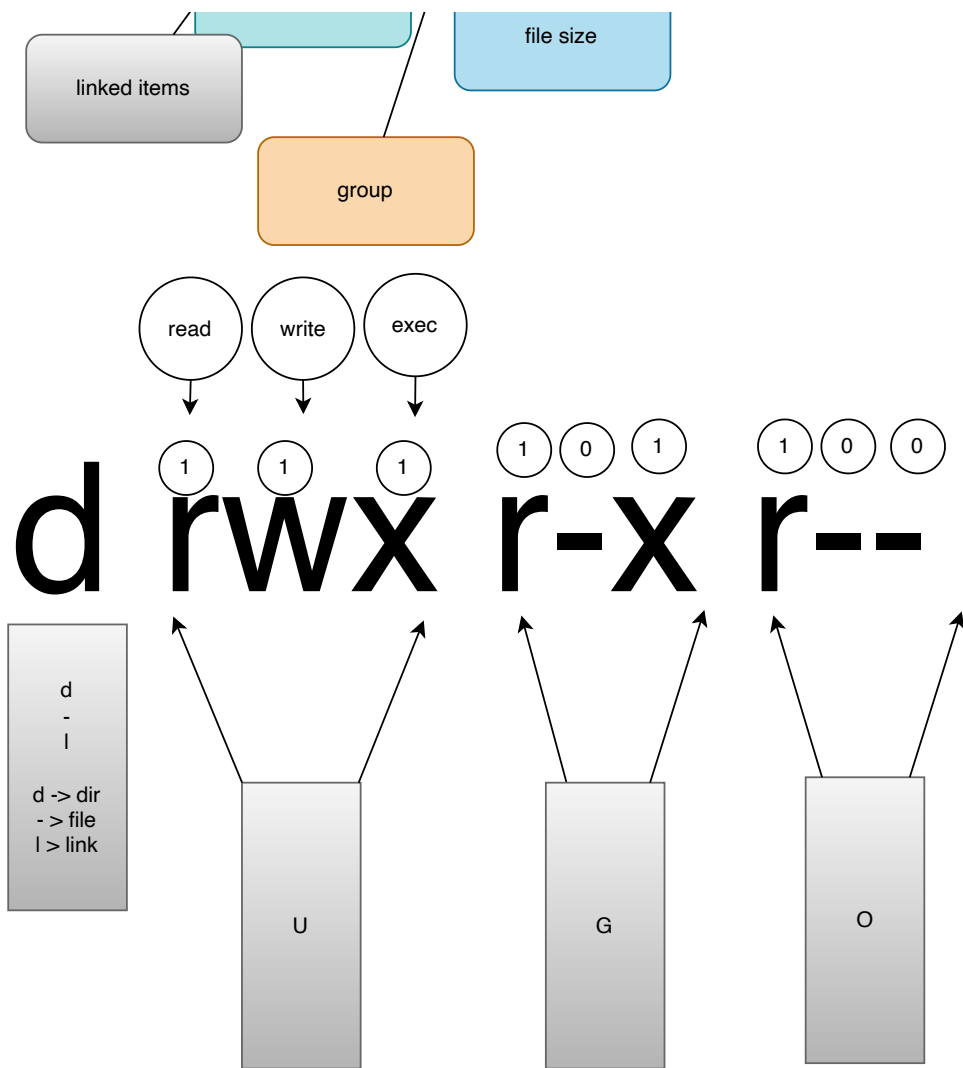 file size
linked items
group
read write exec
1 1 1 1 0 1 1 0 0
d rwx r-x r--
d
-
l
d -> dir
- > file
l > link
U G O